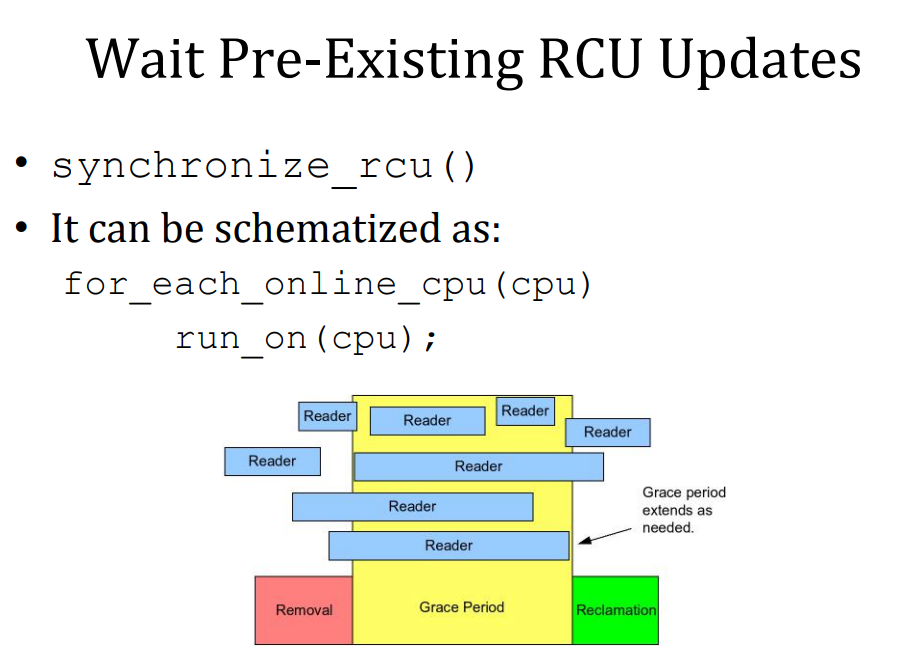 Wait Pre-Existing RCU Updates
• synchronize_rcu()
• It can be schematized as:
for_each_online_cpu(cpu)
run_on(cpu);
Reader
Reader
Reader
Reader
Reader
Reader
Reader
Reader
Grace period
extends as
needed.
Removal
Grace Period
Reclamation